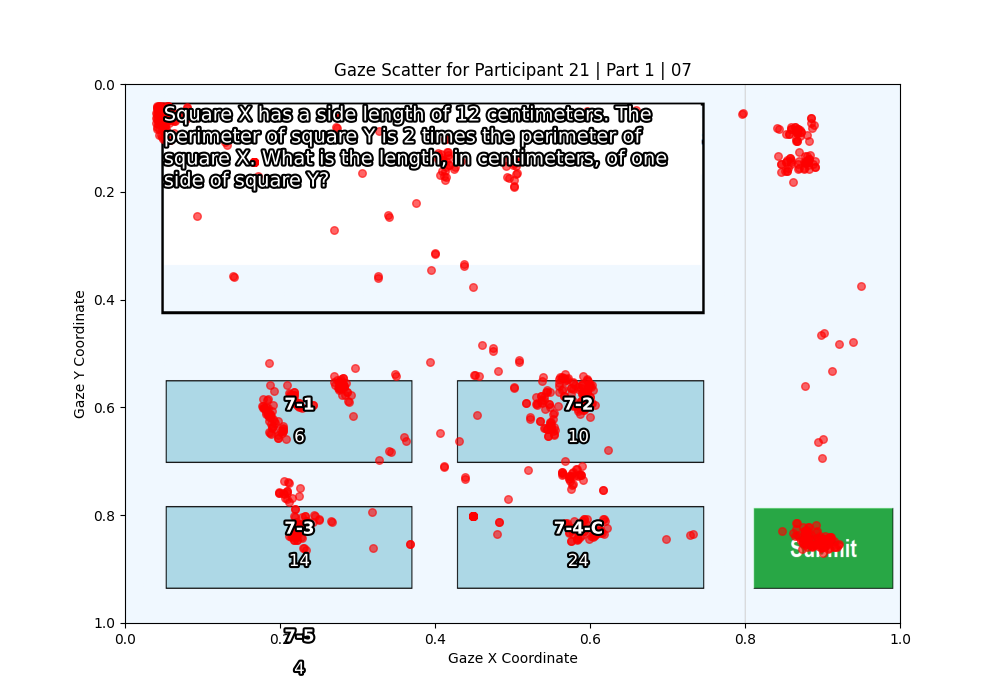 Gaze Scatter for Participant 21 | Part 1 | 07
Square X has a side length of 12 centimeters. The
perimeter of square Y is 2 times the perimeter of
square X. What is the length, in centimeters, of one
side of square Y?
7-1
6
7-2
10
7-3
14
7-4-C
24
Submit
7-5
4
0.0
0.2
0.4
0.6
0.8
1.0
Gaze Y Coordinate
0.0
0.2
0.4
0.6
0.8
1.0
Gaze X Coordinate